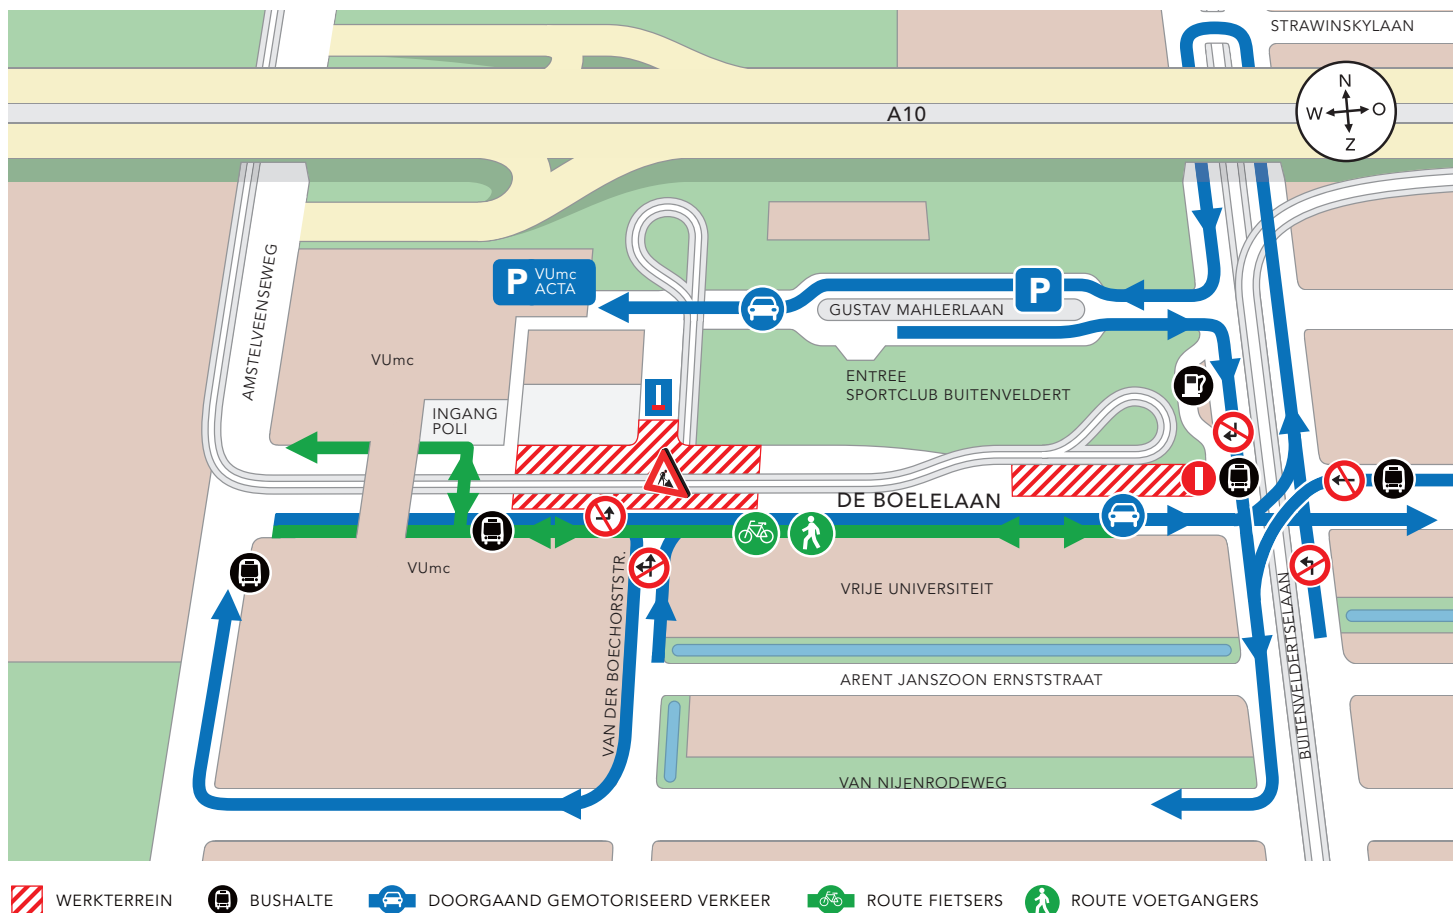 STRAWINSKYLAAN
N
W O
Z
A10
AMSTELVEENSEWEG
P VUmc
ACTA
P
GUSTAV MAHLERLAAN
VUmc
ENTREE
SPORTCLUB BUITENVELDERT
INGANG
POLI
DE BOELELAAN
VUmc
VAN DER BOECHORSTSTR.
VRIJE UNIVERSITEIT
BUITENVELDERTSELAAN
ARENT JANSZOON ERNSTSTRAAT
VAN NIJENRODEWEG
WERKTERREIN
BUSHALTE
DOORGAAND GEMOTORISEERD VERKEER
ROUTE FIETSERS
ROUTE VOETGANGERS